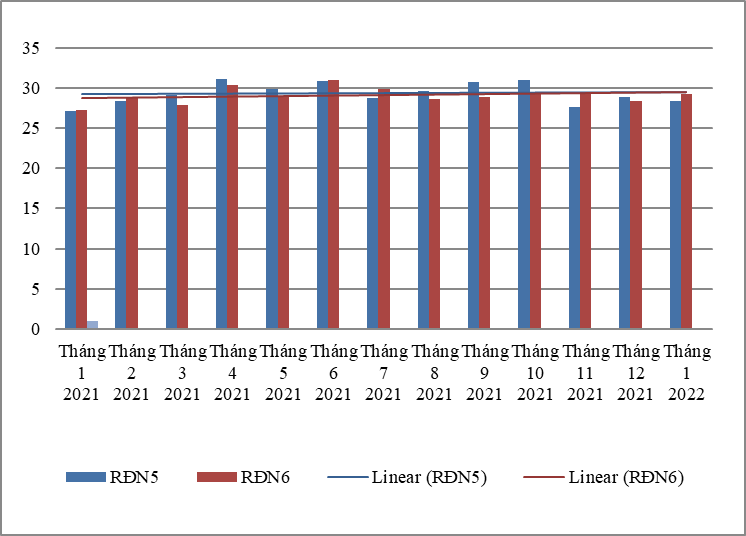 35
30
25
20
15
10
5
0
Tháng Tháng Tháng Tháng Tháng Tháng Tháng Tháng Tháng Tháng Tháng Tháng Tháng
1 2 3 4 5 6 7 8 9 10 11 12 1
2021 2021 2021 2021 2021 2021 2021 2021 2021 2021 2021 2021 2022
RĐN5 RĐN6 Linear (RĐN5) Linear (RĐN6)